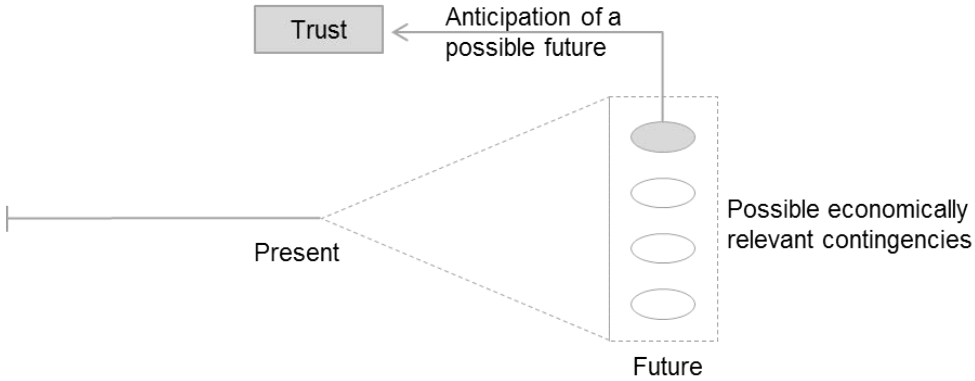 Trust
Anticipation of a
possible future
Possible economically
relevant contingencies
Present
Future